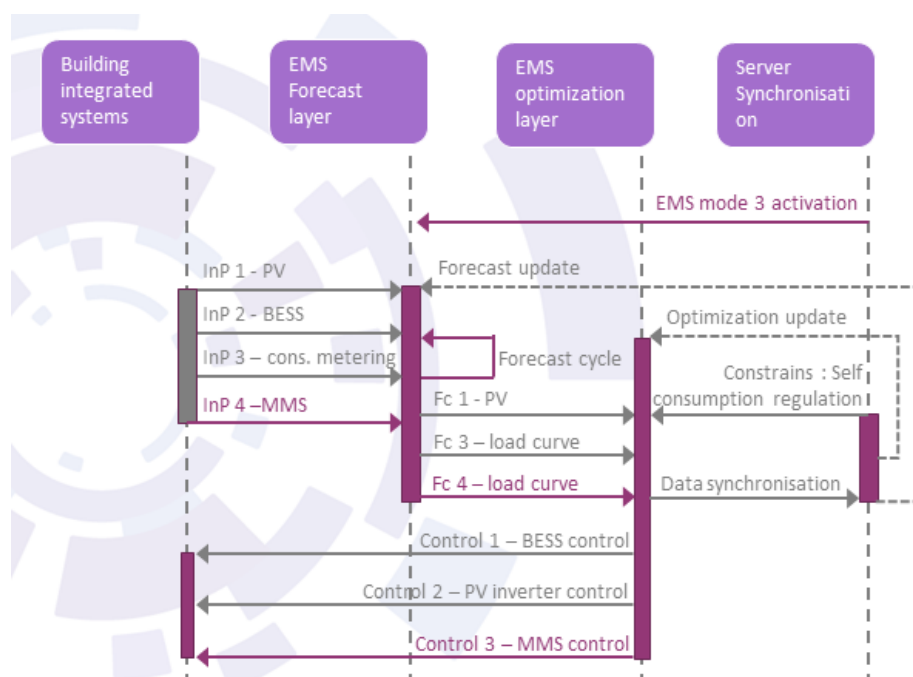 Building
integrated
systems
EMS
Forecast
layer
EMS
optimization
layer
Server
Synchronisati
on
EMS mode 3 activation
InP 1 - PV
Forecast update
InP 2 - BESS
Optimization update
InP 3 – cons. metering
Forecast cycle
Constrains : Self
consumption regulation
InP 4 –MMS
Fc 1 - PV
Fc 3 – load curve
Fc 4 – load curve
Data synchronisation
Control 1 – BESS control
Control 2 – PV inverter control
Control 3 – MMS control